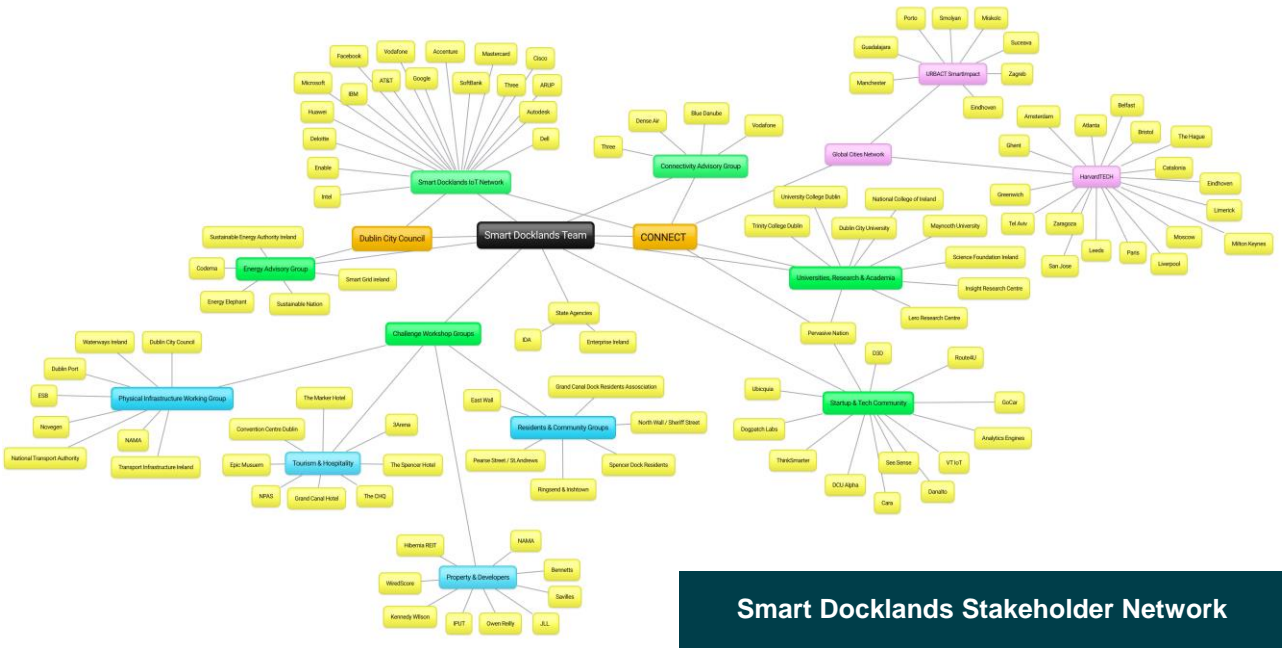 Porto
Smolyan
Miskolc
Guadalajara
Suceava
URBACT SmartImpact
Manchester
Zagreb
Eindhoven
Facebook
Vodafone
Accenture
Mastercard
Cisco
Microsoft
IBM
AT&T
Google
SoftBank
Three
ARUP
Huawei
Autodesk
Deloitte
Dell
Enable
Intel
Smart Docklands IoT Network
Dense Air
Blue Danube
Vodafone
Three
Connectivity Advisory Group
Global Cities Network
Amsterdam
Atlanta
Belfast
Bristol
The Hague
Ghent
Catalonia
HarvardTECH
Eindhoven
Greenwich
Limerick
Tel Aviv
Zaragoza
Milton Keynes
Moscow
San Jose
Leeds
Paris
Liverpool
Dublin City Council
Smart Docklands Team
CONNECT
University College Dublin
National College of Ireland
Trinity College Dublin
Dublin City University
Maynooth University
Science Foundation Ireland
Universities, Research & Academia
Insight Research Centre
Lero Research Centre
Pervasive Nation
Sustainable Energy Authority Ireland
Codema
Energy Advisory Group
Smart Grid Ireland
Energy Elephant
Sustainable Nation
State Agencies
IDA
Enterprise Ireland
Challenge Workshop Groups
Waterways Ireland
Dublin City Council
Dublin Port
ESB
Physical Infrastructure Working Group
Novegen
NAMA
National Transport Authority
Transport Infrastructure Ireland
The Marker Hotel
Convention Centre Dublin
3Arena
Epic Musuem
Tourism & Hospitality
The Spencer Hotel
NPAS
Grand Canal Hotel
The CHQ
Grand Canal Dock Residents Assosciation
East Wall
Residents & Community Groups
North Wall / Sheriff Street
Pearse Street / St.Andrews
Spencer Dock Residents
Ringsend & Irishtown
D3D
Route4U
Ubicquia
Startup & Tech Community
GoCar
Dogpatch Labs
Analytics Engines
ThinkSmarter
See.Sense
VT IoT
DCU Alpha
Cara
Danalto
Hibernia REIT
NAMA
WiredScore
Property & Developers
Bennetts
Savilles
Kennedy Wilson
IPUT
Owen Reilly
JLL
Smart Docklands Stakeholder Network